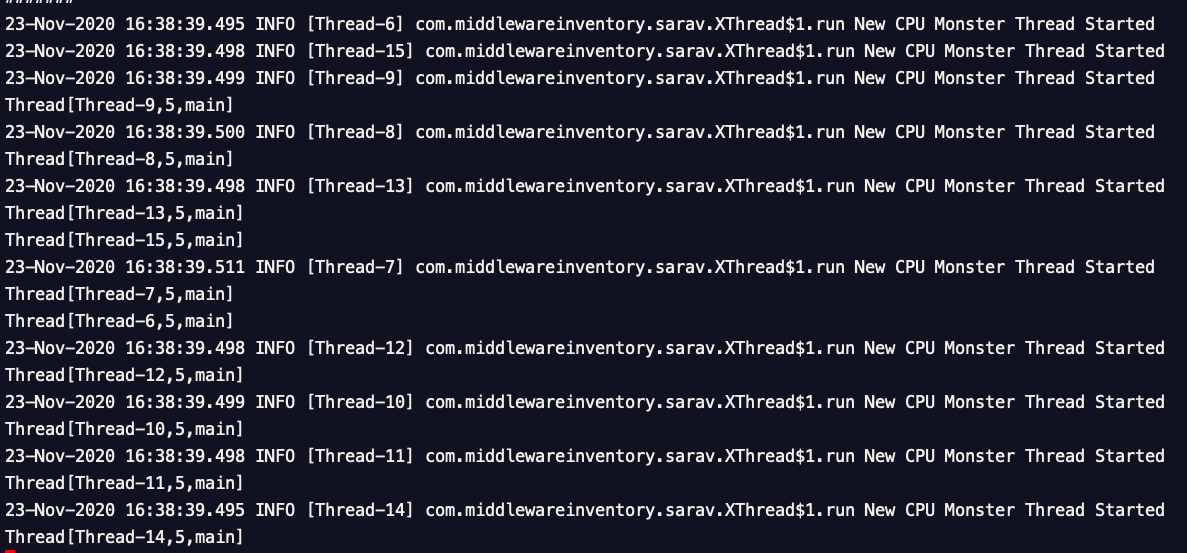 #######
23-Nov-2020 16:38:39.495 INFO [Thread-6] com.middlewareinventory.sarav.XThread$1.run New CPU Monster Thread Started
23-Nov-2020 16:38:39.498 INFO [Thread-15] com.middlewareinventory.sarav.XThread$1.run New CPU Monster Thread Started
23-Nov-2020 16:38:39.499 INFO [Thread-9] com.middlewareinventory.sarav.XThread$1.run New CPU Monster Thread Started
Thread[Thread-9,5,main]
23-Nov-2020 16:38:39.500 INFO [Thread-8] com.middlewareinventory.sarav.XThread$1.run New CPU Monster Thread Started
Thread[Thread-8,5,main]
23-Nov-2020 16:38:39.498 INFO [Thread-13] com.middlewareinventory.sarav.XThread$1.run New CPU Monster Thread Started
Thread[Thread-13,5,main]
Thread[Thread-15,5,main]
23-Nov-2020 16:38:39.511 INFO [Thread-7] com.middlewareinventory.sarav.XThread$1.run New CPU Monster Thread Started
Thread[Thread-7,5,main]
Thread[Thread-6,5,main]
23-Nov-2020 16:38:39.498 INFO [Thread-12] com.middlewareinventory.sarav.XThread$1.run New CPU Monster Thread Started
Thread[Thread-12,5,main]
23-Nov-2020 16:38:39.499 INFO [Thread-10] com.middlewareinventory.sarav.XThread$1.run New CPU Monster Thread Started
Thread[Thread-10,5,main]
23-Nov-2020 16:38:39.498 INFO [Thread-11] com.middlewareinventory.sarav.XThread$1.run New CPU Monster Thread Started
Thread[Thread-11,5,main]
23-Nov-2020 16:38:39.495 INFO [Thread-14] com.middlewareinventory.sarav.XThread$1.run New CPU Monster Thread Started
Thread[Thread-14,5,main]